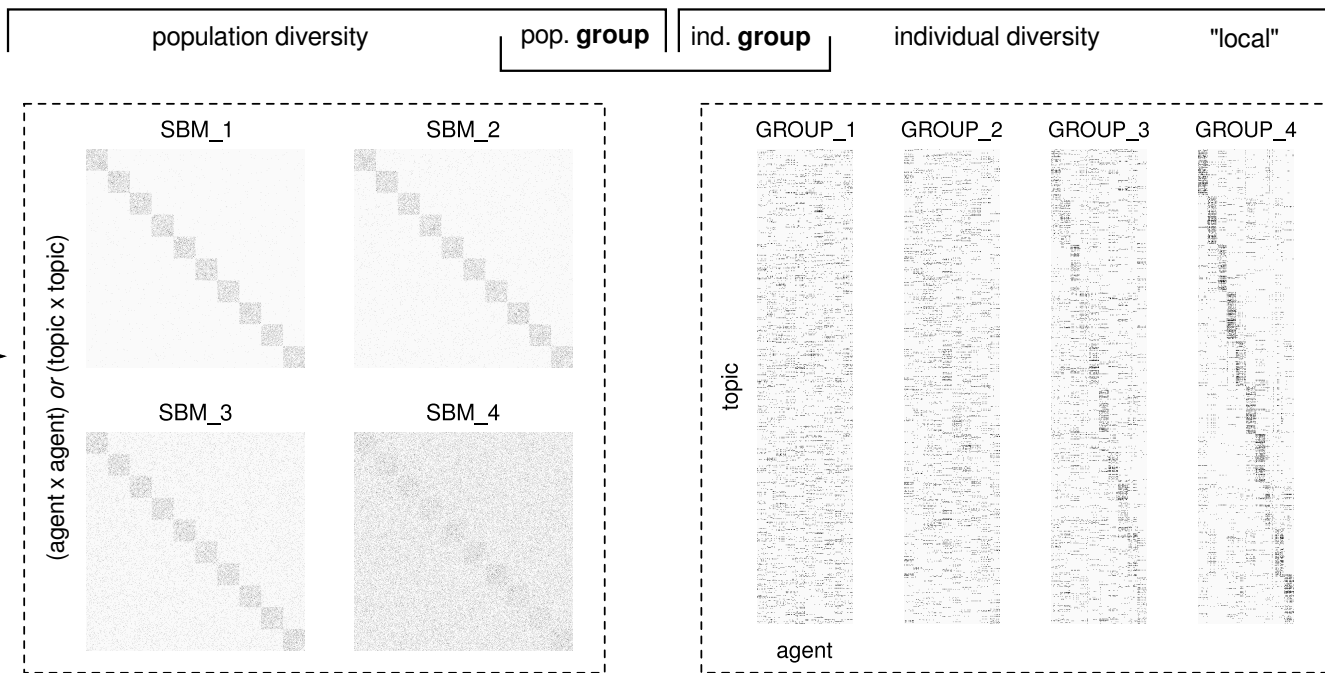 population diversity pop. group ind. group individual diversity "local"
SBM_1 SBM_2
SBM_3 SBM_4
(agent x agent) or (topic x topic)
GROUP_1 GROUP_2 GROUP_3 GROUP_4
topic
agent